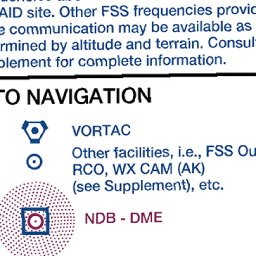 AID site. Other FSS frequencies provid
e communication may be available as
rmined by altitude and terrain. Consult
plement for complete information.
TO NAVIGATION
VORTAC
Other facilities, i.e., FSS Ou
RCO, WX CAM (AK)
(see Supplement), etc.
NDB - DME